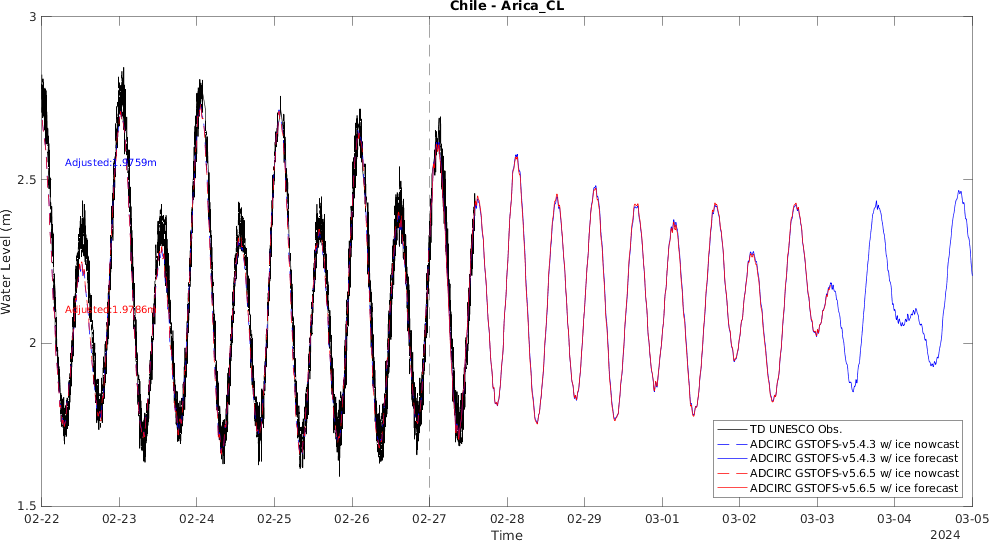 Chile - Arica_CL
3
2.5
2
1.5
Water Level (m)
Adjusted:1.9759m
Adjusted:1.9786m
TD UNESCO Obs.
ADCIRC GSTOFS-v5.4.3 w/ ice nowcast
ADCIRC GSTOFS-v5.4.3 w/ ice forecast
ADCIRC GSTOFS-v5.6.5 w/ ice nowcast
ADCIRC GSTOFS-v5.6.5 w/ ice forecast
02-22 02-23 02-24 02-25 02-26 02-27 02-28 02-29 03-01 03-02 03-03 03-04 03-05
Time
2024